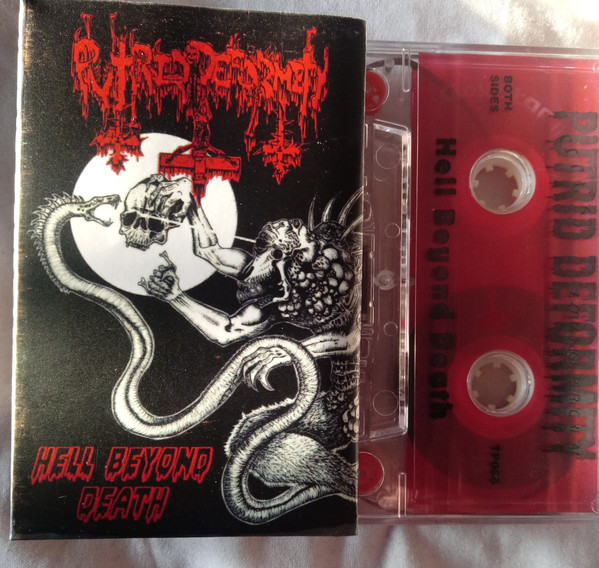 PUTRID DEFORMITY
HELL BEYOND
DEATH
BOTH
SIDES
PUTRID DEFORMITY
Hell Beyond Death